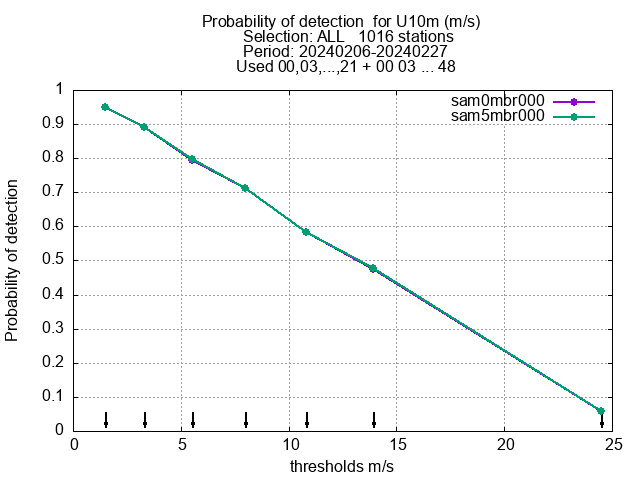 Probability of detection  for U10m (m/s)
Selection: ALL   1016 stations
Period: 20240206-20240227
Used 00,03,...,21 + 00 03 ... 48
sam0mbr000
sam5mbr000
1
0.9
0.8
0.7
0.6
0.5
0.4
0.3
0.2
0.1
0
Probability of detection
0 5 10 15 20 25
thresholds m/s